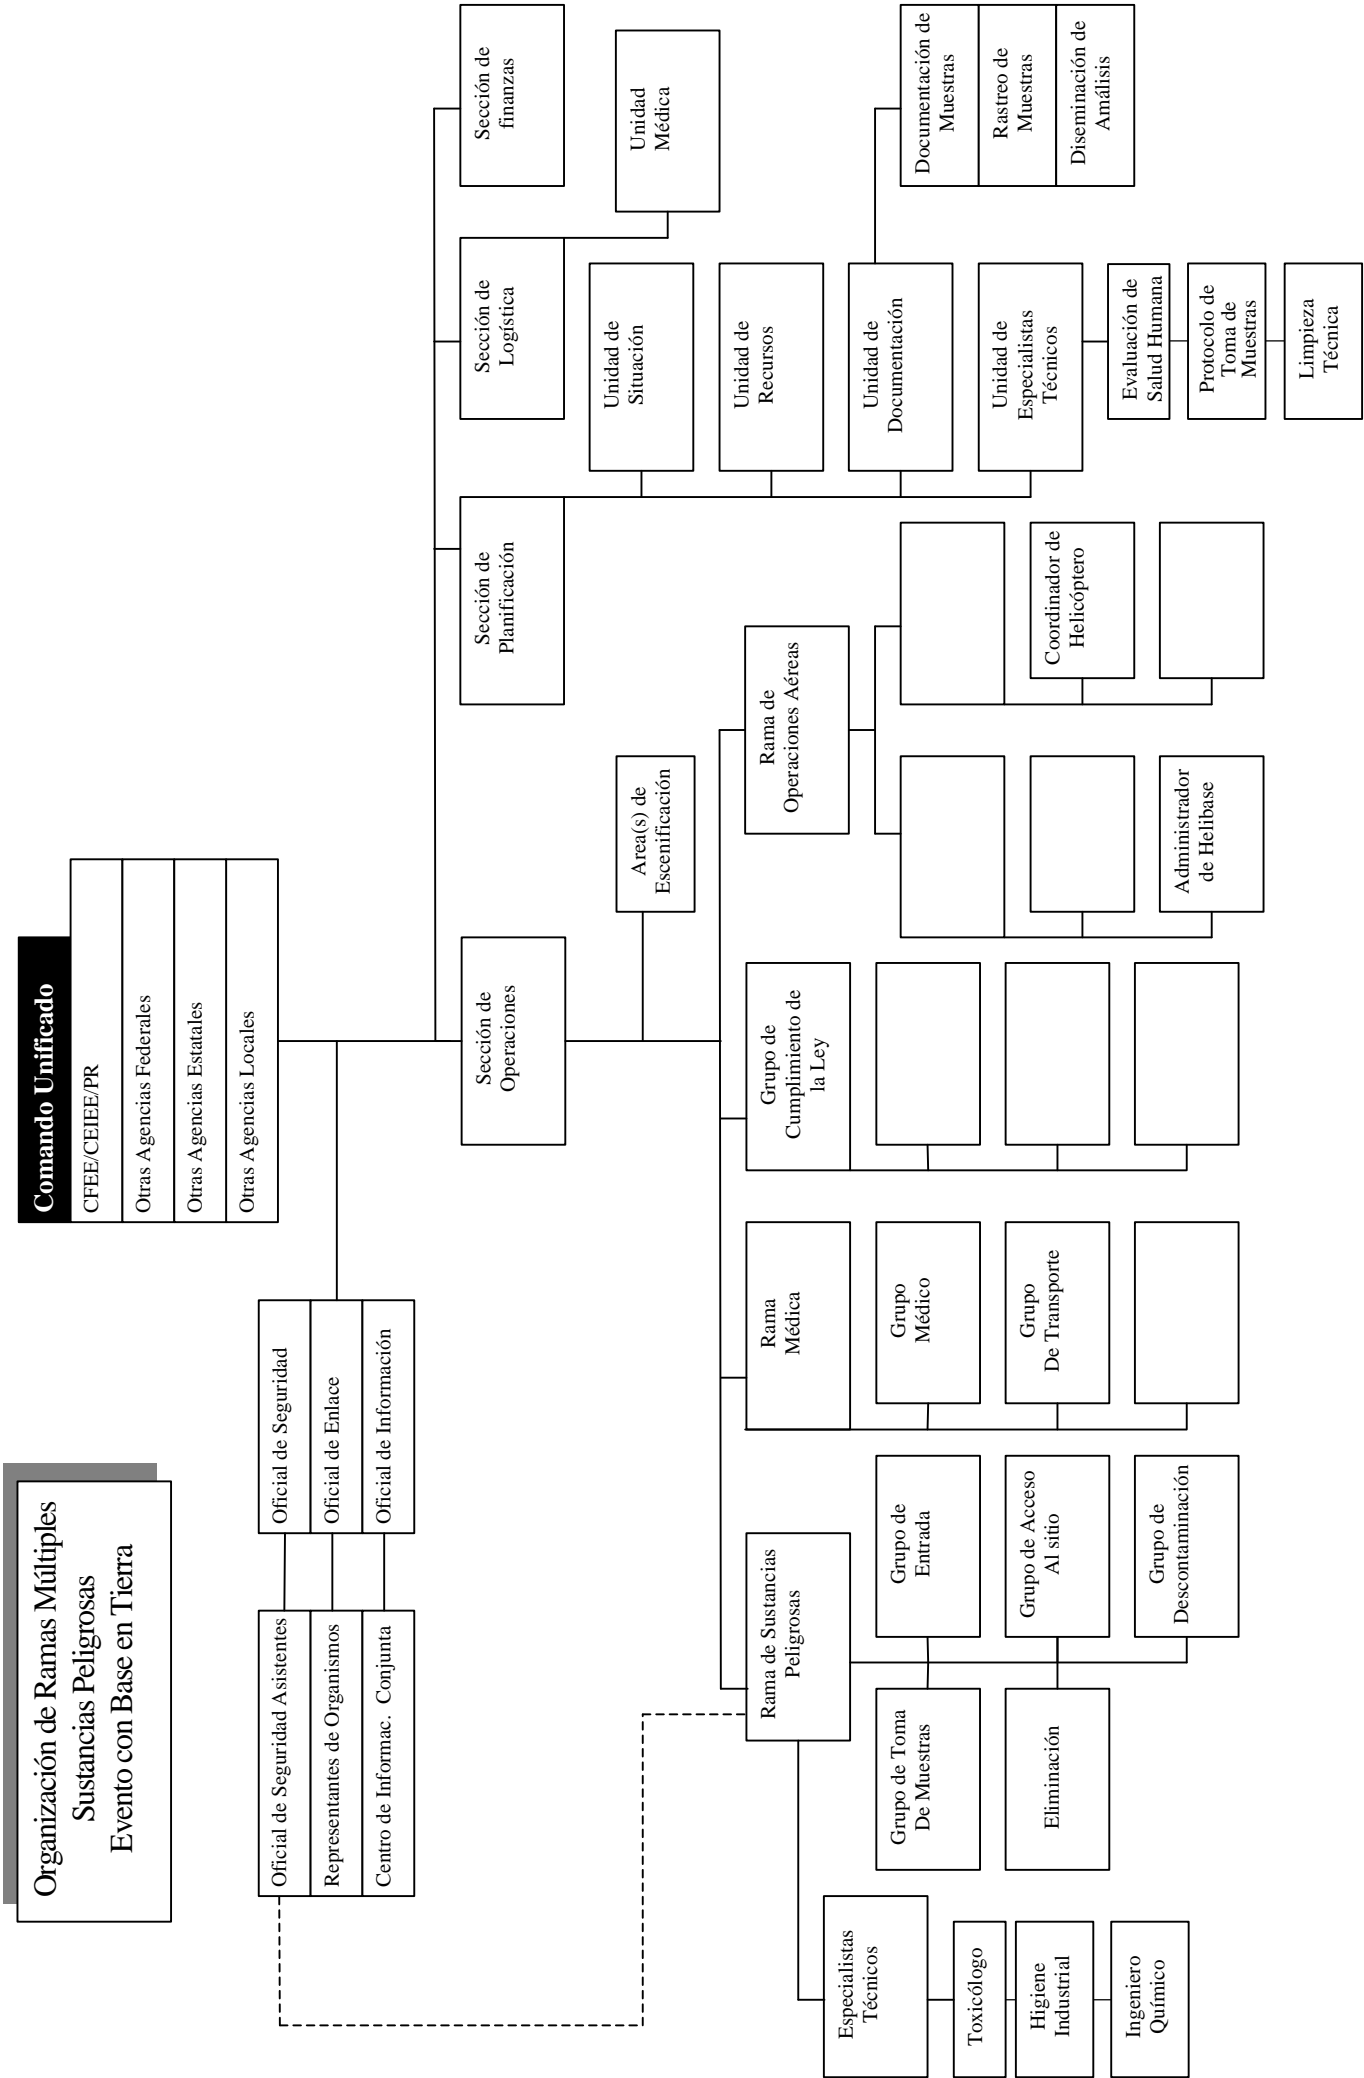 Organización de Ramas Múltiples
Sustancias Peligrosas
Evento con Base en Tierra
Comando Unificado
CFEE/CEIEE/PR
Otras Agencias Federales
Otras Agencias Estatales
Otras Agencias Locales
Oficial de Seguridad Asistentes
Representantes de Organismos
Centro de Informac. Conjunta
Oficial de Seguridad
Oficial de Enlace
Oficial de Información
Sección de
Operaciones
Sección de
Planificación
Sección de
Logística
Sección de
finanzas
Area(s) de
Escenificación
Unidad de
Situación
Unidad
Médica
Unidad de
Recursos
Unidad de
Documentación
Documentación de
Muestras
Rastreo de
Muestras
Diseminación de
Amálisis
Unidad de
Especialistas
Técnicos
Evaluación de
Salud Humana
Protocolo de
Toma de
Muestras
Limpieza
Técnica
Rama de Sustancias
Peligrosas
Rama
Médica
Grupo de
Cumplimiento de
la Ley
Rama de
Operaciones Aéreas
Especialistas
Técnicos
Toxicólogo
Higiene
Industrial
Ingeniero
Químico
Grupo de Toma
De Muestras
Eliminación
Grupo de
Entrada
Grupo de Acceso
Al sitio
Grupo de
Descontaminación
Grupo
Médico
Grupo
De Transporte
Administrador
de Helibase
Coordinador de
Helicóptero